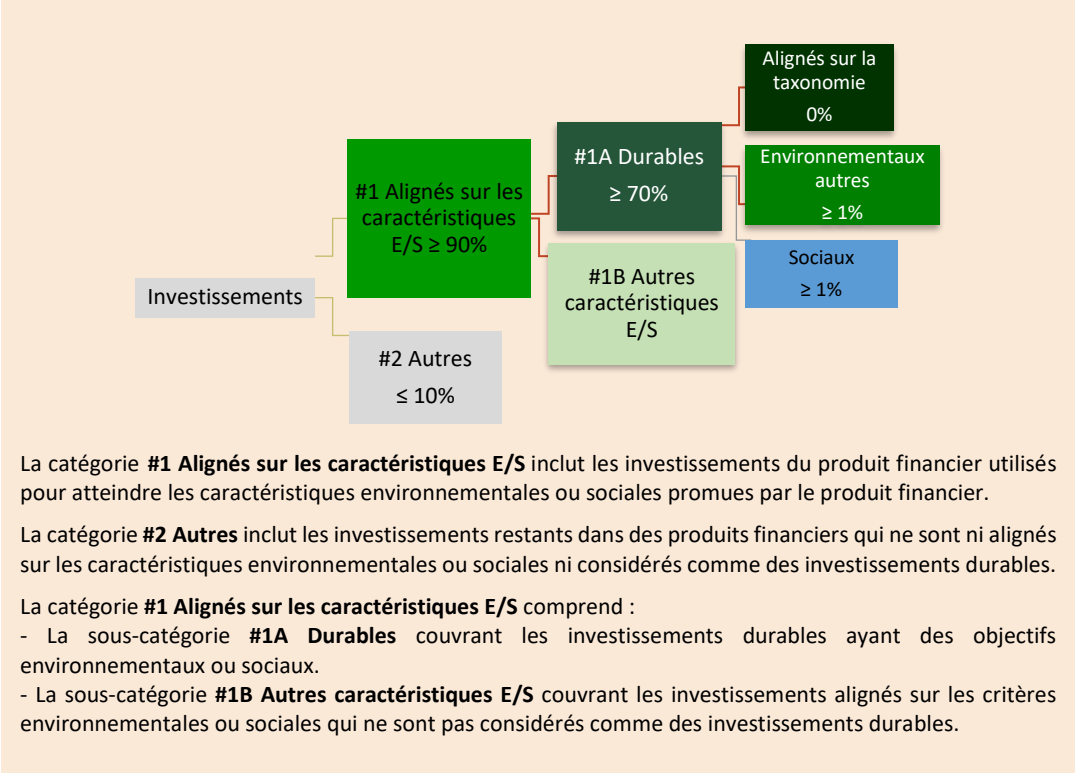 Investissements
#1 Alignés sur les
caractéristiques
E/S ≥ 90%
#2 Autres
≤ 10%
#1A Durables
≥ 70%
#1B Autres
caractéristiques
E/S
Alignés sur la
taxonomie
0%
Environnementaux
autres
≥ 1%
Sociaux
≥ 1%
La catégorie #1 Alignés sur les caractéristiques E/S inclut les investissements du produit financier utilisés
pour atteindre les caractéristiques environnementales ou sociales promues par le produit financier.
La catégorie #2 Autres inclut les investissements restants dans des produits financiers qui ne sont ni alignés
sur les caractéristiques environnementales ou sociales ni considérés comme des investissements durables.
La catégorie #1 Alignés sur les caractéristiques E/S comprend :
- La sous-catégorie #1A Durables couvrant les investissements durables ayant des objectifs
environnementaux ou sociaux.
- La sous-catégorie #1B Autres caractéristiques E/S couvrant les investissements alignés sur les critères
environnementales ou sociales qui ne sont pas considérés comme des investissements durables.